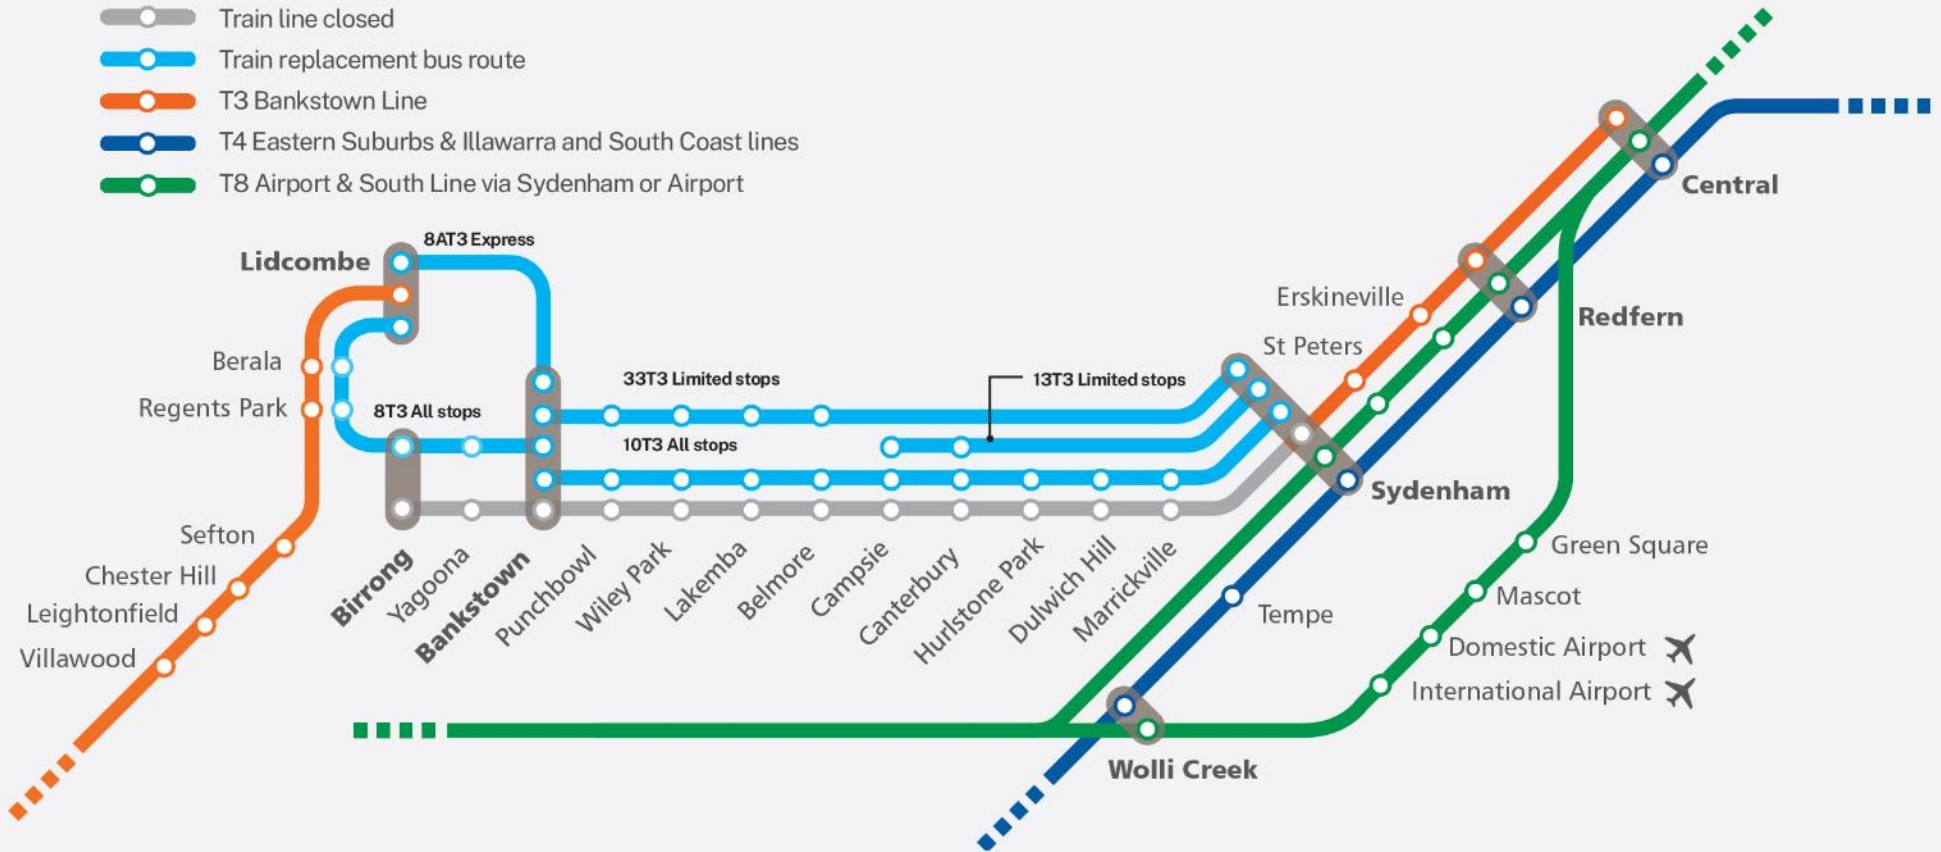 Train line closed
Train replacement bus route
T3 Bankstown Line
T4 Eastern Suburbs & Illawarra and South Coast lines
T8 Airport & South Line via Sydenham or Airport
Central
8AT3 Express
Lidcombe
Erskineville
Redfern
St Peters
Berala
33T3 Limited stops
13T3 Limited stops
Regents Park
8T3 All stops
10T3 All stops
Sydenham
Sefton
Green Square
Chester Hill
Mascot
Leightonfield
Tempe
Villawood
Domestic Airport
International Airport
Birrong
Yagoona
Bankstown
Punchbowl
Wiley Park
Lakemba
Belmore
Campsie
Canterbury
Hurlstone Park
Dulwich Hill
Marrickville
Wolli Creek